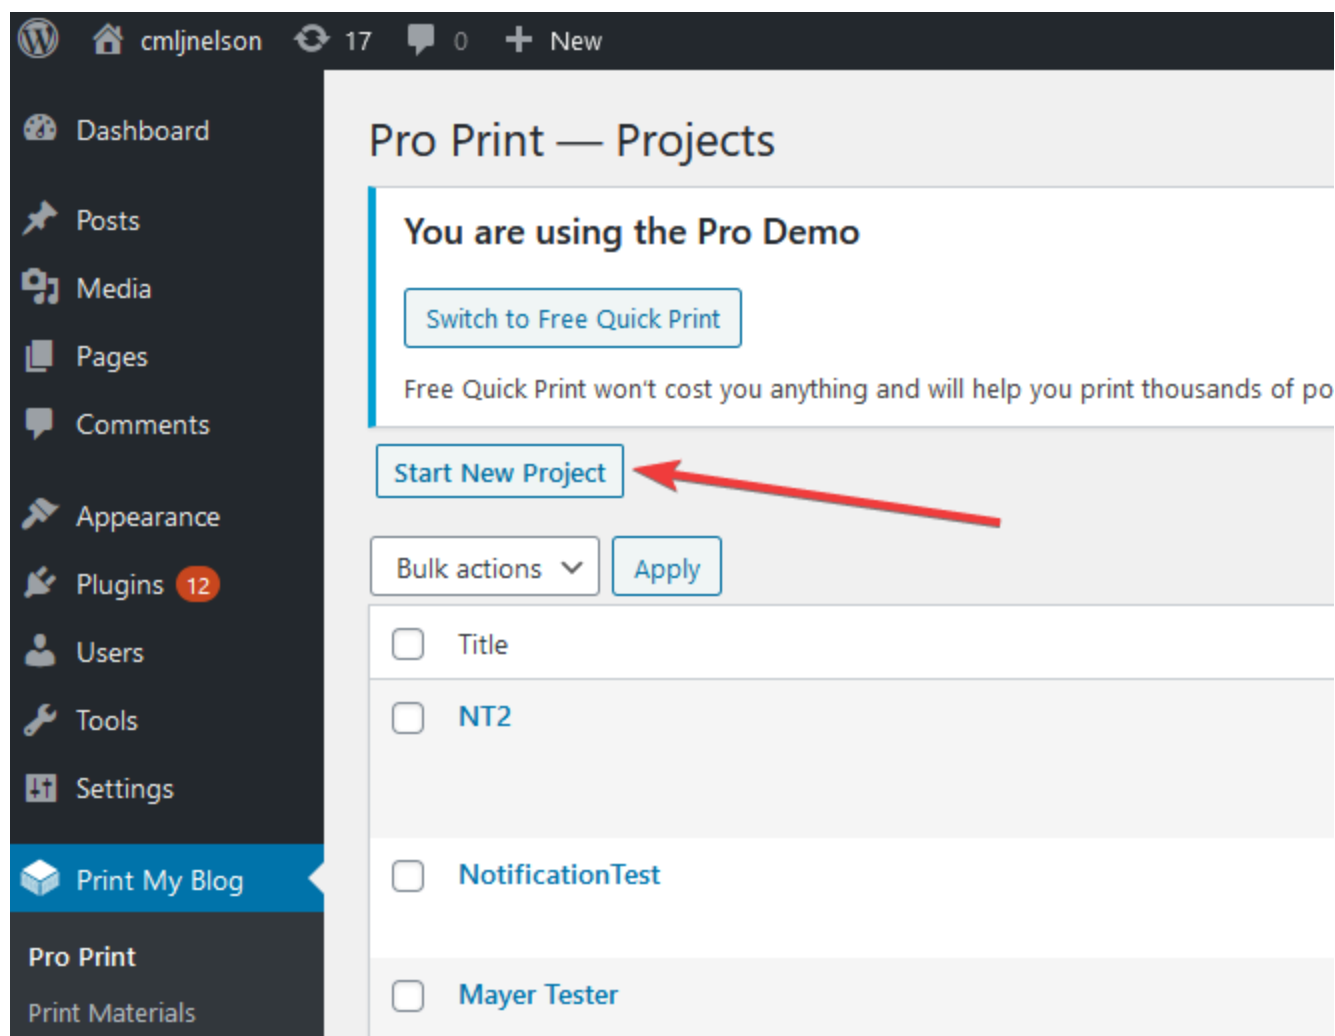 cmljnelson 17 0 New
Dashboard
Posts
Media
Pages
Comments
Appearance
Plugins 12
Users
Tools
Settings
Print My Blog
Pro Print
Print Materials
Pro Print — Projects
You are using the Pro Demo
Switch to Free Quick Print
Free Quick Print won't cost you anything and will help you print thousands of po
Start New Project
Bulk actions Apply
Title
NT2
NotificationTest
Mayer Tester